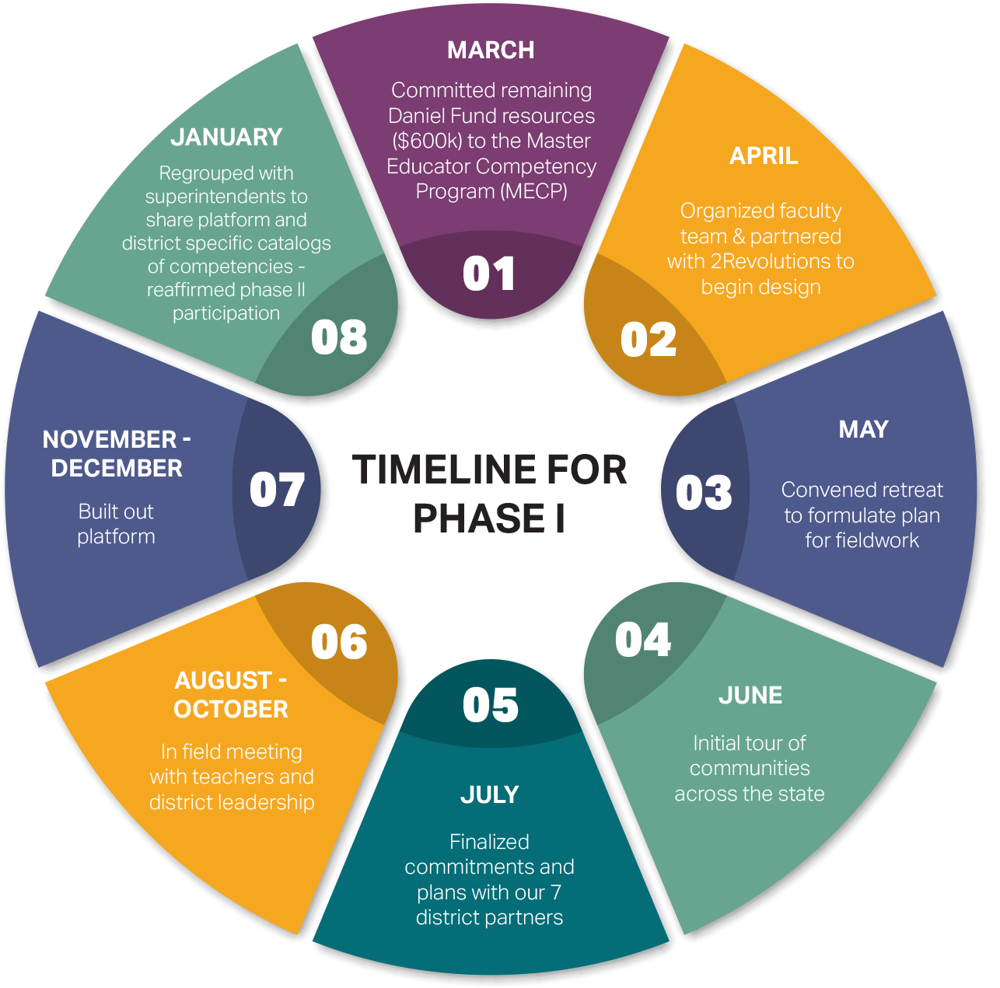 TIMELINE FOR
PHASE I
MARCH
Committed remaining
Daniel Fund resources
($600k) to the Master
Educator Competency
Program (MECP)
01
APRIL
Organized faculty
team & partnered
with 2Revolutions to
begin design
02
MAY
Convened retreat
to formulate plan
for fieldwork
03
JUNE
Initial tour of
communities
across the state
04
JULY
Finalized
commitments and
plans with our 7
district partners
05
AUGUST -
OCTOBER
In field meeting
with teachers and
district leadership
06
NOVEMBER -
DECEMBER
Built out
platform
07
JANUARY
Regrouped with
superintendents to
share platform and
district specific catalogs
of competencies -
reaffirmed phase II
participation
08